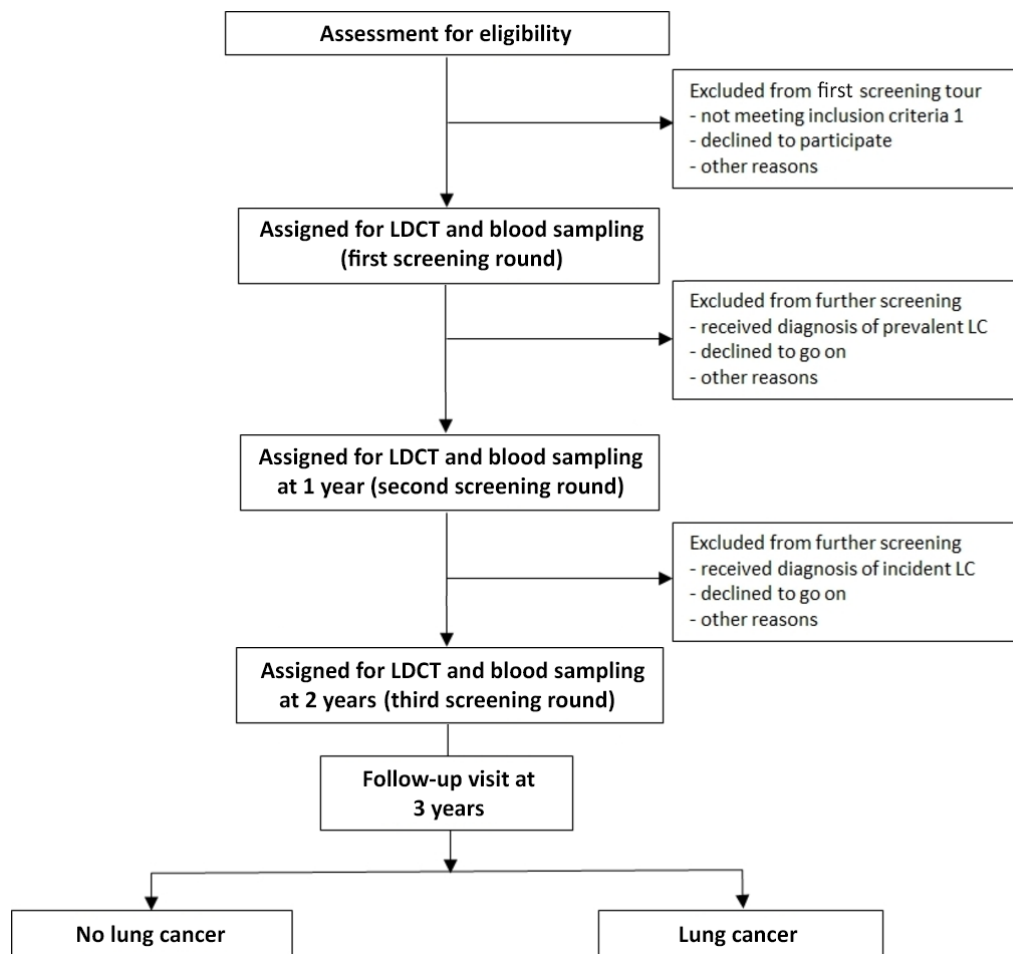 Assessment for eligibility
Excluded from first screening tour
- not meeting inclusion criteria 1
- declined to participate
- other reasons
Assigned for LDCT and blood sampling
(first screening round)
Excluded from further screening
- received diagnosis of prevalent LC
- declined to go on
- other reasons
Assigned for LDCT and blood sampling
at 1 year (second screening round)
Excluded from further screening
- received diagnosis of incident LC
- declined to go on
- other reasons
Assigned for LDCT and blood sampling
at 2 years (third screening round)
Follow-up visit at
3 years
No lung cancer
Lung cancer